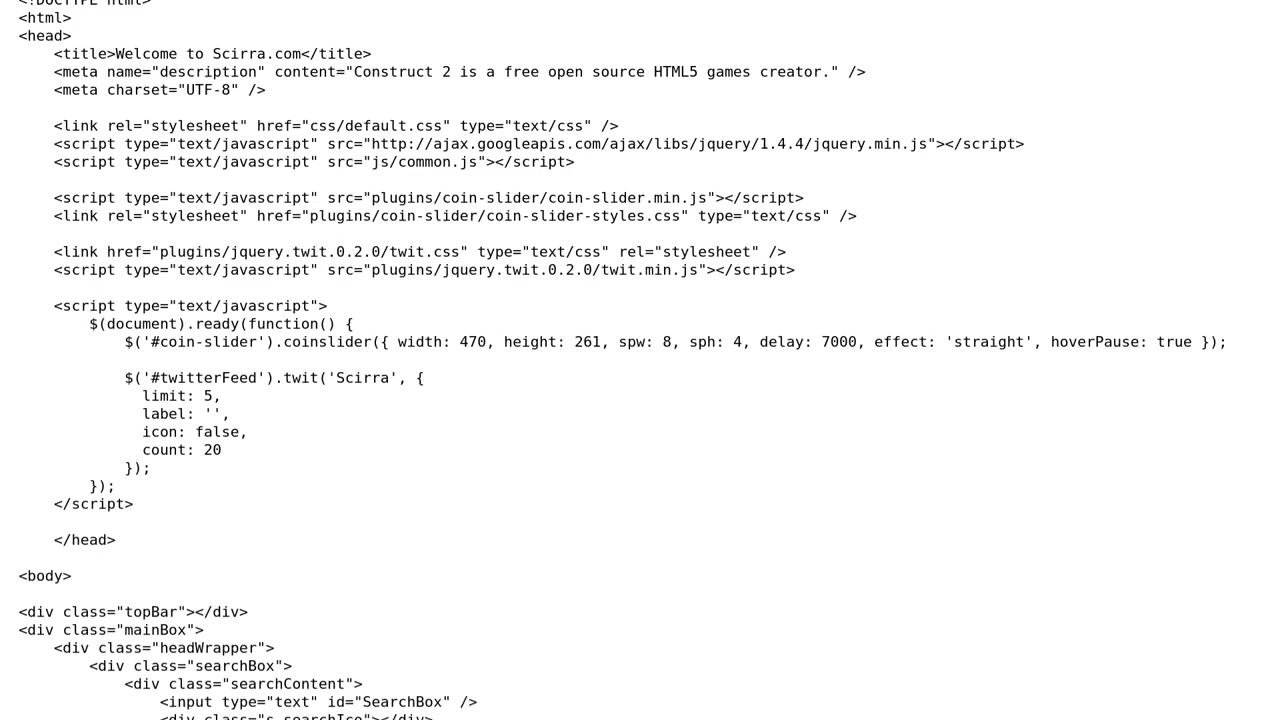 <!DOCTYPE html>
<html>
<head>
    <title>Welcome to Scirra.com</title>
    <meta name="description" content="Construct 2 is a free open source HTML5 games creator." />
    <meta charset="UTF-8" />

    <link rel="stylesheet" href="css/default.css" type="text/css" />
    <script type="text/javascript" src="http://ajax.googleapis.com/ajax/libs/jquery/1.4.4/jquery.min.js"></script>
    <script type="text/javascript" src="js/common.js"></script>

    <script type="text/javascript" src="plugins/coin-slider/coin-slider.min.js"></script>
    <link rel="stylesheet" href="plugins/coin-slider/coin-slider-styles.css" type="text/css" />

    <link href="plugins/jquery.twit.0.2.0/twit.css" type="text/css" rel="stylesheet" />
    <script type="text/javascript" src="plugins/jquery.twit.0.2.0/twit.min.js"></script>

    <script type="text/javascript">
        $(document).ready(function() {
            $('#coin-slider').coinslider({ width: 470, height: 261, spw: 8, sph: 4, delay: 7000, effect: 'straight', hoverPause: true });

            $('#twitterFeed').twit('Scirra', {
              limit: 5,
              label: '',
              icon: false,
              count: 20
            });
        });
    </script>

    </head>

<body>

<div class="topBar"></div>
<div class="mainBox">
    <div class="headWrapper">
        <div class="searchBox">
            <div class="searchContent">
                <input type="text" id="SearchBox" />
                <div class="s searchIco"></div>